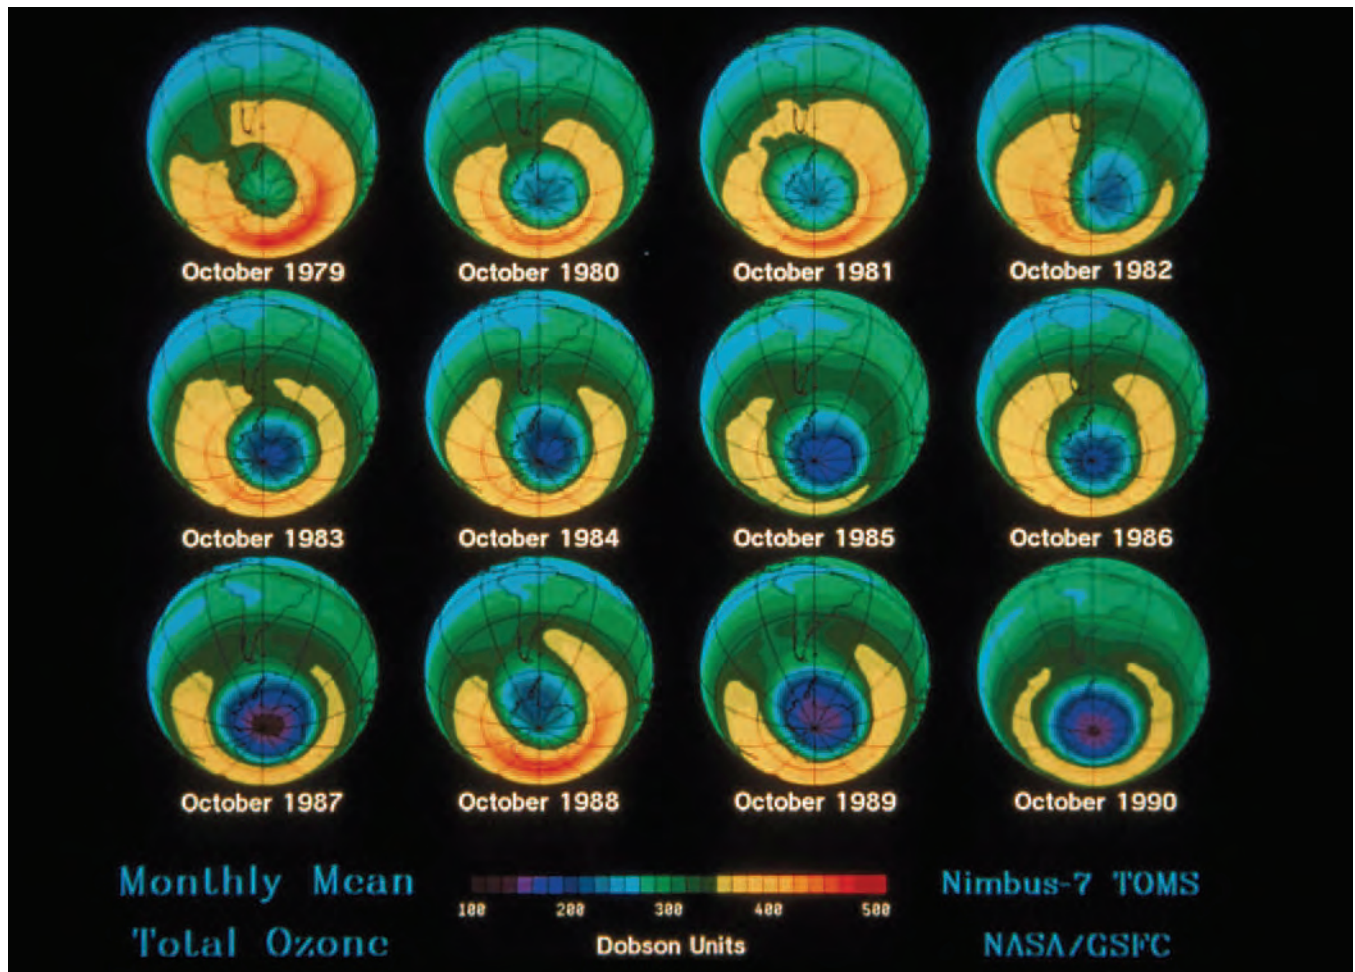 October 1979
October 1980
October 1981
October 1982
October 1983
October 1984
October 1985
October 1986
October 1987
October 1988
October 1989
October 1990
Monthly Mean
Total Ozone
100 200 300 400 500
Dobson Units
Nimbus-7 TOMS
NASA/GSFC